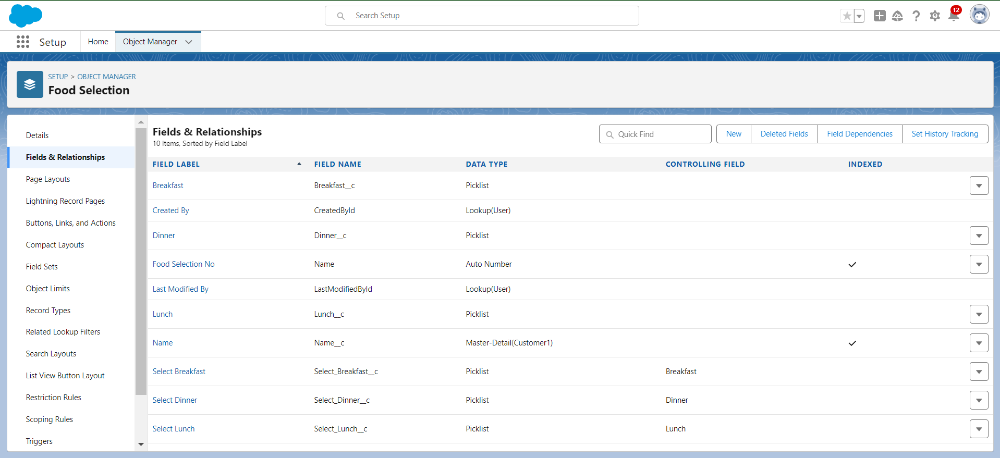 Search Setup
12
Setup
Home
Object Manager
SETUP > OBJECT MANAGER
Food Selection
Details
Fields & Relationships
Page Layouts
Lightning Record Pages
Buttons, Links, and Actions
Compact Layouts
Field Sets
Object Limits
Record Types
Related Lookup Filters
Search Layouts
List View Button Layout
Restriction Rules
Scoping Rules
Triggers
Fields & Relationships
10 Items, Sorted by Field Label
Quick Find
New
Deleted Fields
Field Dependencies
Set History Tracking
FIELD LABEL FIELD NAME DATA TYPE CONTROLLING FIELD INDEXED
Breakfast Breakfast__c Picklist
Created By CreatedById Lookup(User)
Dinner Dinner__c Picklist
Food Selection No Name Auto Number
Last Modified By LastModifiedById Lookup(User)
Lunch Lunch__c Picklist
Name Name__c Master-Detail(Customer1)
Select Breakfast Select_Breakfast__c Picklist Breakfast
Select Dinner Select_Dinner__c Picklist Dinner
Select Lunch Select_Lunch__c Picklist Lunch